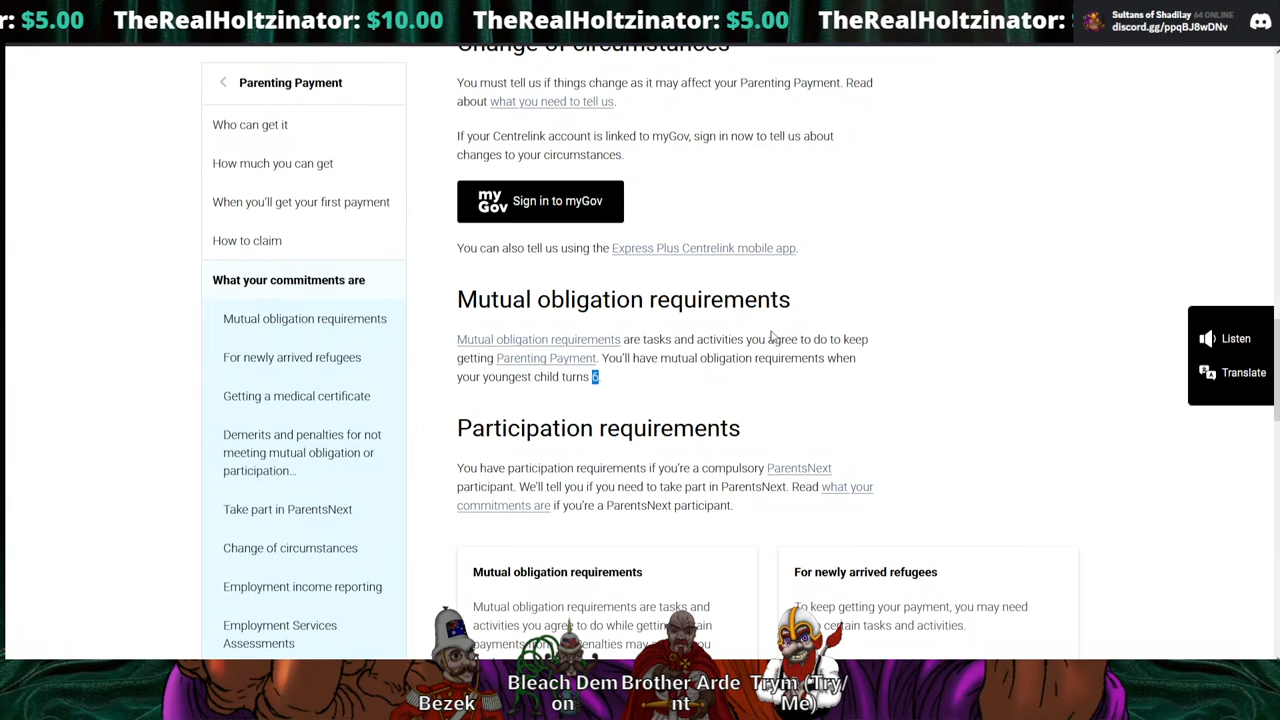 r: $5.00 TheRealHoltzinator: $10.00 TheRealHoltzinator: $5.00 TheRealHoltzinator:
Sultans of Shadilay 64 ONLINE
discord.gg/ppqBJ8wDNv
Parenting Payment
Who can get it
How much you can get
When you'll get your first payment
How to claim
What your commitments are
Mutual obligation requirements
For newly arrived refugees
Getting a medical certificate
Demerits and penalties for not
meeting mutual obligation or
participation...
Take part in ParentsNext
Change of circumstances
Employment income reporting
Employment Services
Assessments
Change of circumstances
You must tell us if things change as it may affect your Parenting Payment. Read
about what you need to tell us.
If your Centrelink account is linked to myGov, sign in now to tell us about
changes to your circumstances.
my
Gov Sign in to myGov
You can also tell us using the Express Plus Centrelink mobile app.
Mutual obligation requirements
Mutual obligation requirements are tasks and activities you agree to do to keep
getting Parenting Payment. You'll have mutual obligation requirements when
your youngest child turns 6.
Participation requirements
You have participation requirements if you're a compulsory ParentsNext
participant. We'll tell you if you need to take part in ParentsNext. Read what your
commitments are if you're a ParentsNext participant.
Mutual obligation requirements
Mutual obligation requirements are tasks and
activities you agree to do while
payments you
For newly arrived refugees
To keep getting your payment, you may need
certain tasks and activities.
Listen
Translate
Bezek
Bleach Dem
on
Brother Arde
nt
Trym (Try/
Me)